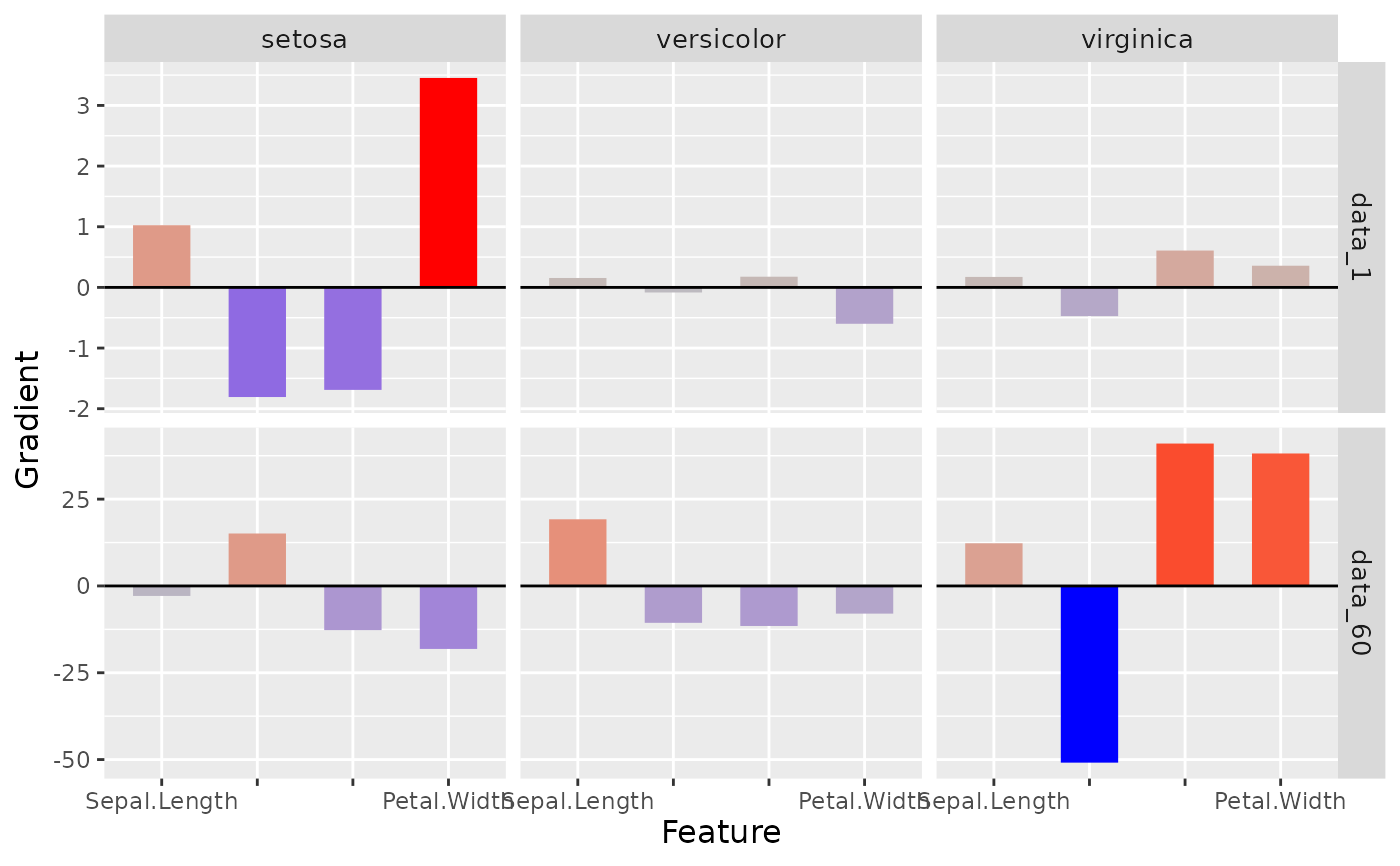 setosa
versicolor
virginica
3
2
1
0
-1
-2
data_1
Gradient
25
0
-25
-50
data_60
Sepal.Length
Petal.Width
Sepal.Length
Petal.Width
Sepal.Length
Petal.Width
Feature